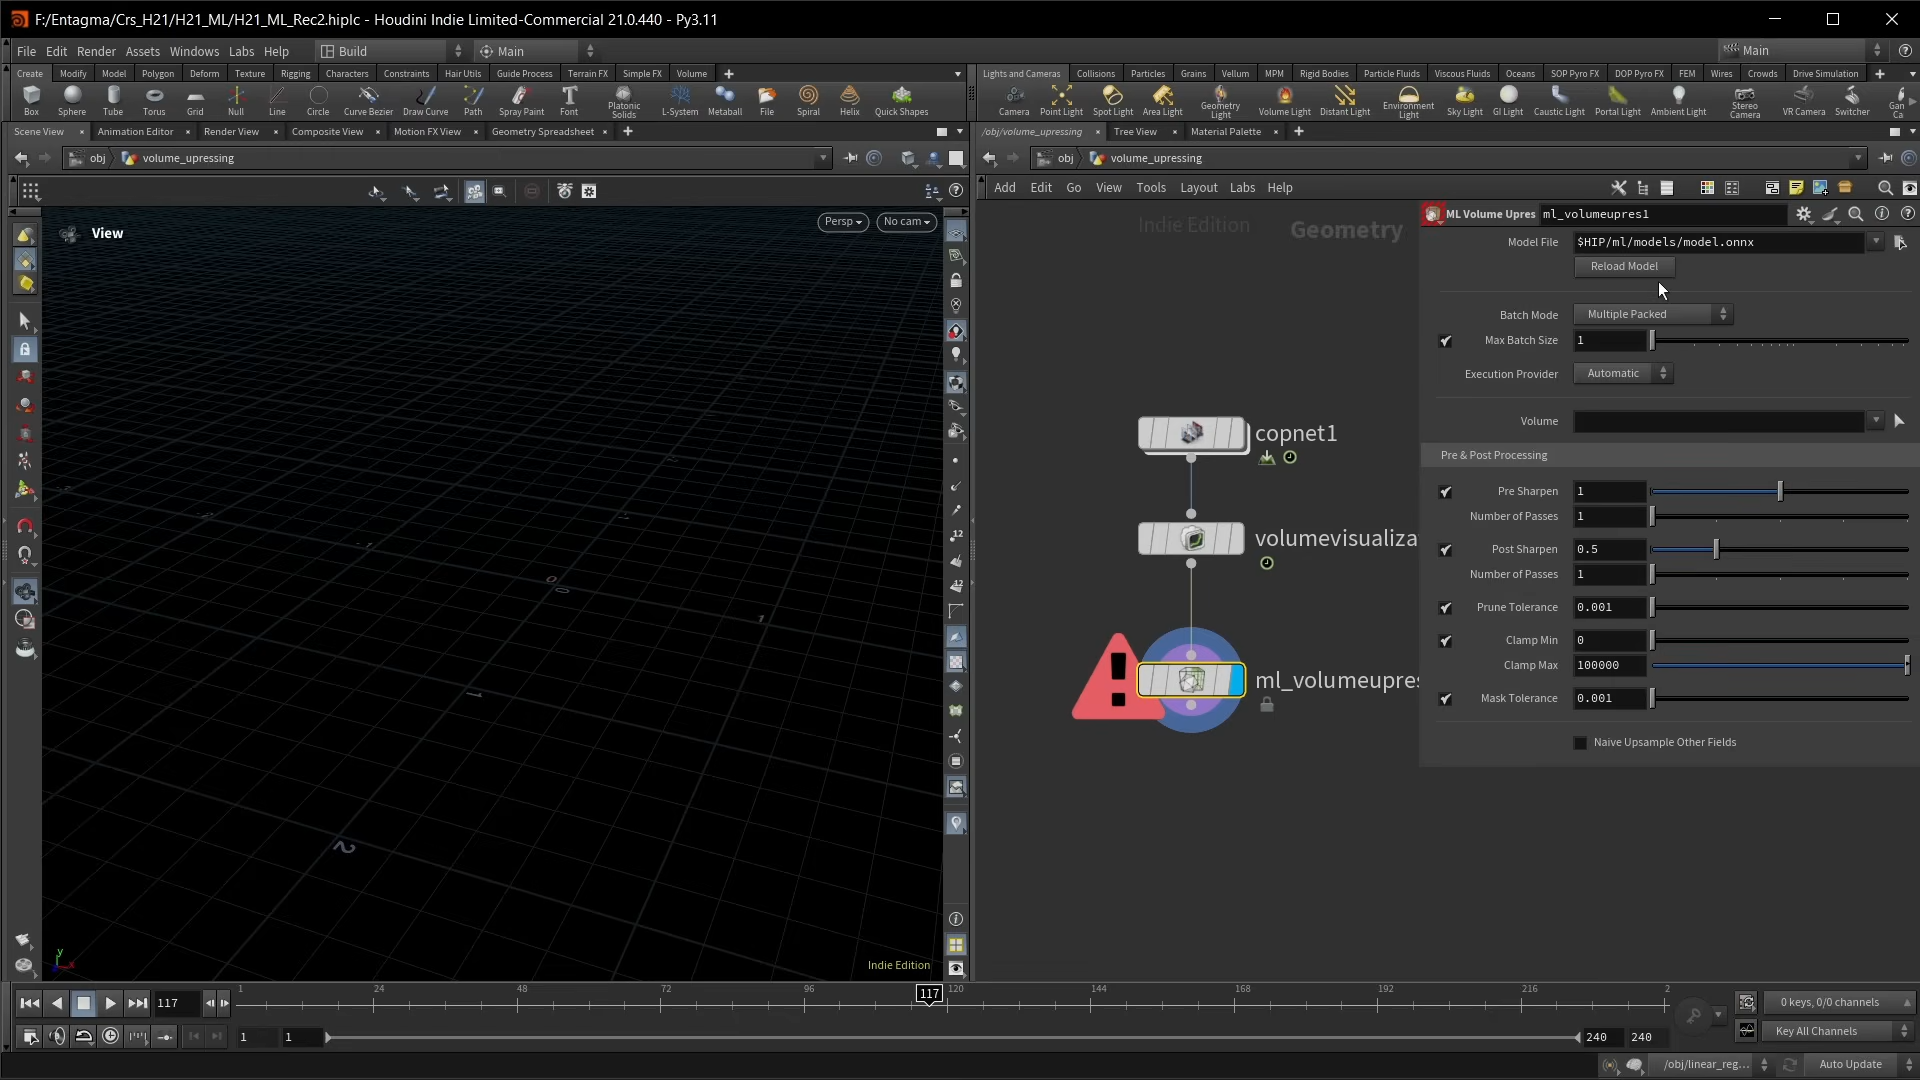 F:/Entagma/Crs_H21/H21_ML/H21_ML_Rec2.hiplc - Houdini Indie Limited-Commercial 21.0.440 - Py3.11
File Edit Render Assets Windows Labs Help Build Main Main
Create Modify Model Polygon Deform Texture Rigging Characters Constraints Hair Utils Guide Process Terrain FX Simple FX Volume
Lights and Cameras Collisions Particles Grains Vellum MPM Rigid Bodies Particle Fluids Viscous Fluids Oceans SOP Pyro FX DOP Pyro FX FEM Wires Crowds Drive Simulation
Box Sphere Tube Torus Grid Null Line Circle Curve Bezier Draw Curve Path Spray Paint Font Platonic Solids L-System Metaball File Spiral Helix Quick Shapes
Camera Point Light Spot Light Area Light Geometry Light Volume Light Distant Light Environment Light Sky Light GI Light Caustic Light Portal Light Ambient Light Stereo Camera VR Camera Switcher Gan Ca
Scene View Animation Editor Render View Composite View Motion FX View Geometry Spreadsheet
/obj/volume_upressing Tree View Material Palette
obj volume_upressing
obj volume_upressing
Add Edit Go View Tools Layout Labs Help
View
Persp
No cam
Indie Edition
Geometry
ML Volume Upres ml_volumeupres1
Model File $HIP/ml/models/model.onnx
Reload Model
Batch Mode Multiple Packed
Max Batch Size 1
Execution Provider Automatic
Volume
Pre & Post Processing
Pre Sharpen 1
Number of Passes 1
Post Sharpen 0.5
Number of Passes 1
Prune Tolerance 0.001
Clamp Min 0
Clamp Max 100000
Mask Tolerance 0.001
Naive Upsample Other Fields
copnet1
volumevisualiza
ml_volumeupres
12
12
0
0
1
1
2
y
x
Indie Edition
117
1 24 48 72 96 117 120 144 168 192 216 2
0 keys, 0/0 channels
1 1 240 240
Key All Channels
/obj/linear_reg...
Auto Update